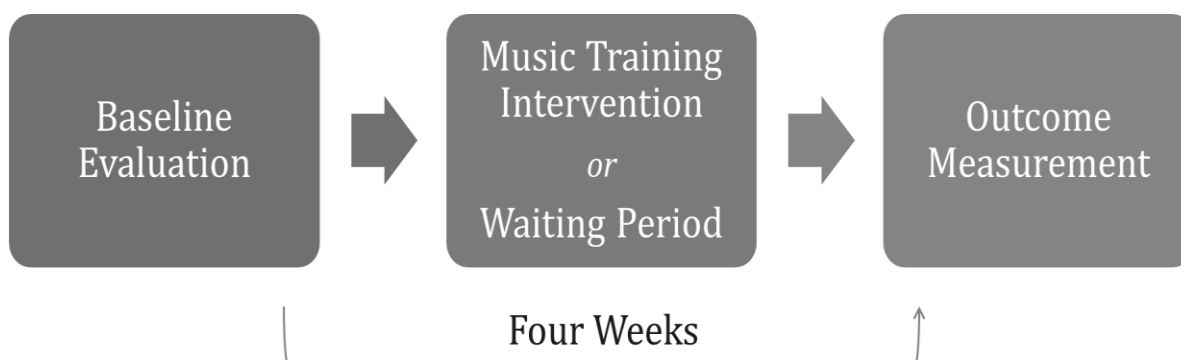 Baseline
Evaluation
Music Training
Intervention
or
Waiting Period
Outcome
Measurement
Four Weeks